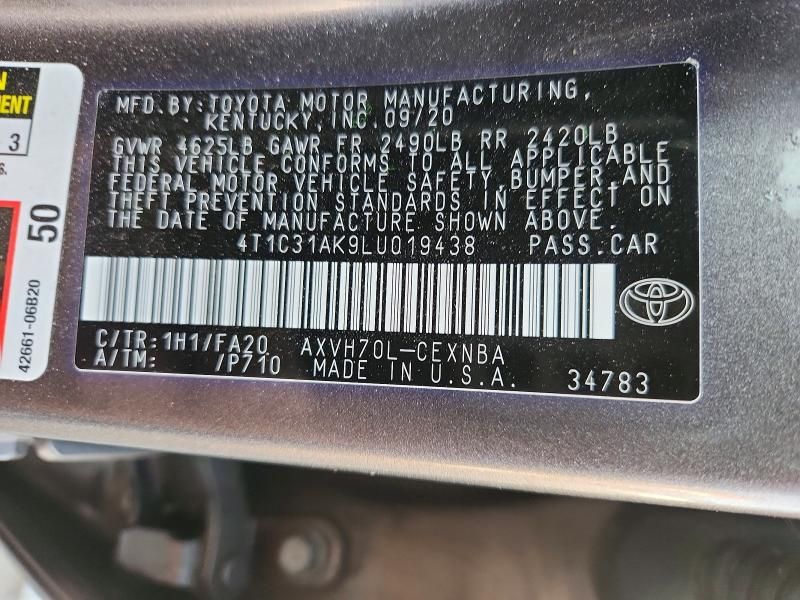 N
MENT
3
s.
50
42661-06B20
MFD.BY:TOYOTA MOTOR MANUFACTURING,
KENTUCKY,INC.09/20
GVWR 4625LB GAWR FR 2490LB RR 2420LB
THIS VEHICLE CONFORMS TO ALL APPLICABLE
FEDERAL MOTOR VEHICLE SAFETY,BUMPER,AND
THEFT PREVENTION STANDARDS IN EFFECT ON
THE DATE OF MANUFACTURE SHOWN ABOVE.
4T1C31AK9LU019438 PASS.CAR
C/TR:1H1/FA20 AXVH70L-CEXNBA
A/TM: /P710 MADE IN U.S.A. 34783